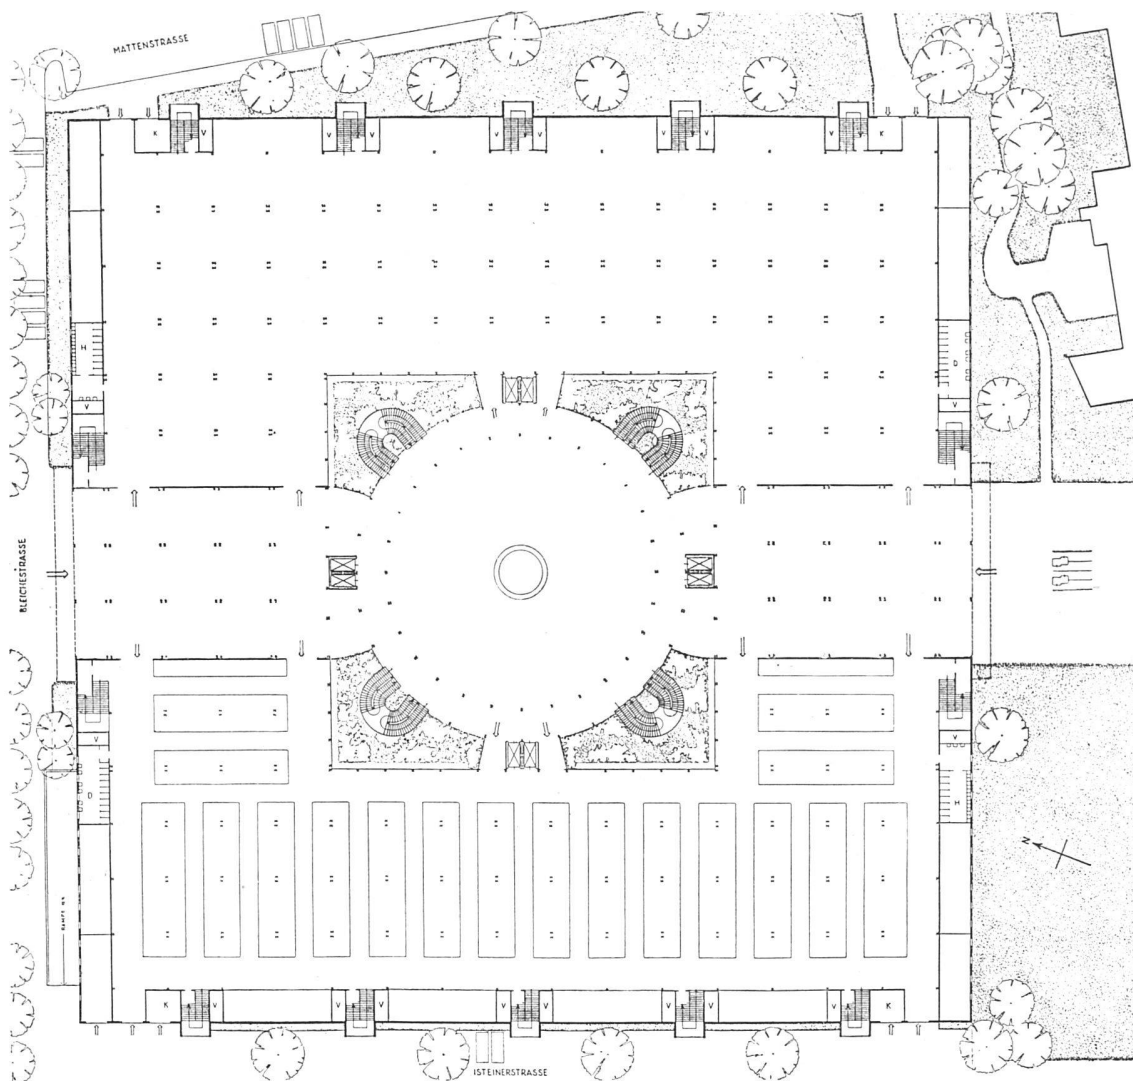 MATTENSTRASSE
K V V V V V V V V K
H D
V V
BLEICHESTRASSE
N
V V
D H
K V V V V V V V V K
ISTEINERSTRASSE